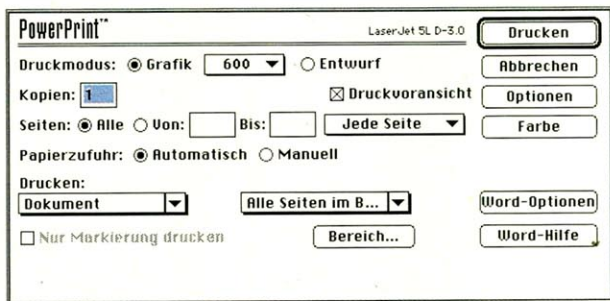 PowerPrint™ LaserJet 5L D-3.0 Drucken
Druckmodus: Grafik 600 Entwurf Abbrechen
Kopien: 1 Druckvoransicht Optionen
Seiten: Alle Von: Bis: Jede Seite Farbe
Papierzufuhr: Automatisch Manuell
Drucken:
Dokument Alle Seiten im B... Word-Optionen
Nur Markierung drucken Bereich... Word-Hilfe